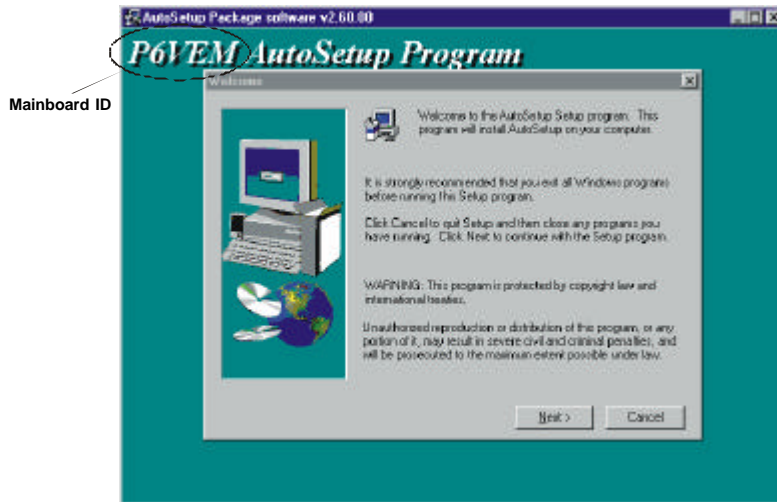 AutoSetup Package software v2.60.00
P6VEM AutoSetup Program
Mainboard ID
Welcome
Welcome to the AutoSetup Setup program. This
program will install AutoSetup on your computer.
It is strongly recommended that you exit all Windows programs
before running this Setup program.
Click Cancel to quit Setup and then close any programs you
have running. Click Next to continue with the Setup program.
WARNING: This program is protected by copyright law and
international treaties.
Unauthorized reproduction or distribution of this program, or any
portion of it, may result in severe civil and criminal penalties, and
will be prosecuted to the maximum extent possible under law.
Next >
Cancel